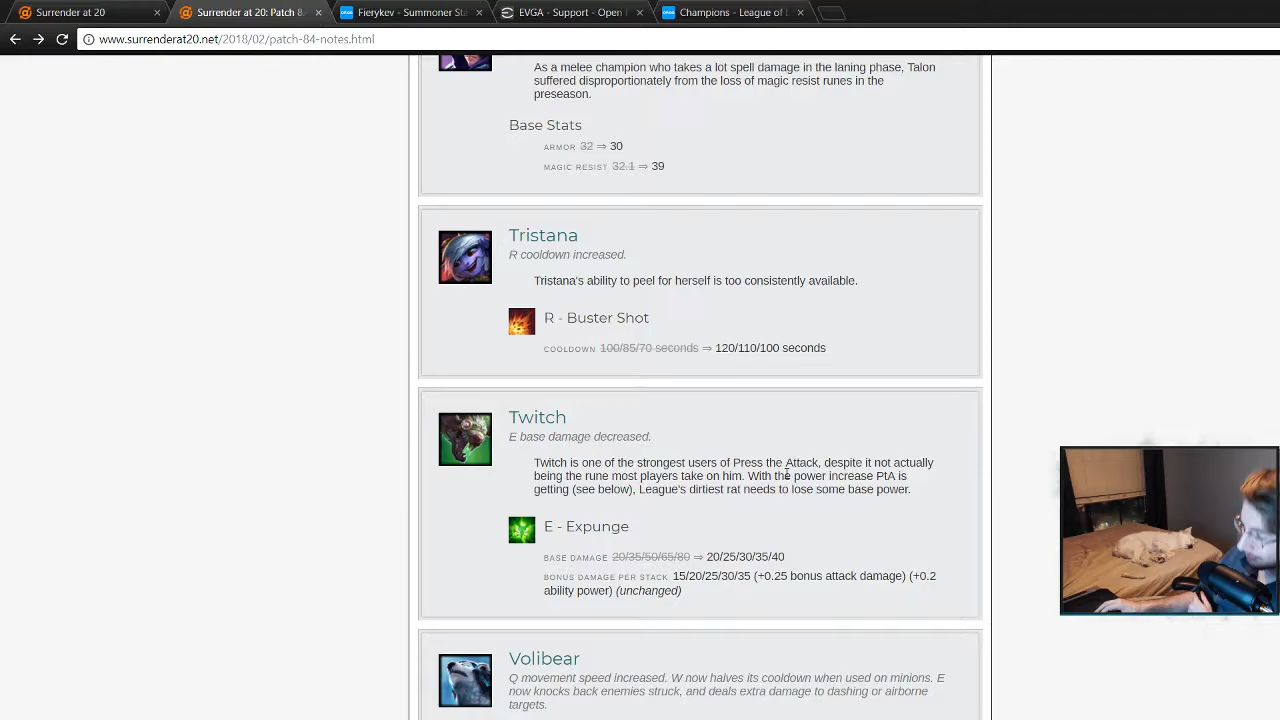 Surrender at 20
Surrender at 20: Patch 8.
Fierykev - Summoner Sta
EVGA - Support - Open
Champions - League of L
www.surrenderat20.net/2018/02/patch-84-notes.html
As a melee champion who takes a lot spell damage in the laning phase, Talon
suffered disproportionately from the loss of magic resist runes in the
preseason.
Base Stats
ARMOR 32 ⇒ 30
MAGIC RESIST 32.1 ⇒ 39
Tristana
R cooldown increased.
Tristana's ability to peel for herself is too consistently available.
R - Buster Shot
COOLDOWN 100/85/70 seconds ⇒ 120/110/100 seconds
Twitch
E base damage decreased.
Twitch is one of the strongest users of Press the Attack, despite it not actually
being the rune most players take on him. With the power increase PtA is
getting (see below), League's dirtiest rat needs to lose some base power.
E - Expunge
BASE DAMAGE 20/35/50/65/80 ⇒ 20/25/30/35/40
BONUS DAMAGE PER STACK 15/20/25/30/35 (+0.25 bonus attack damage) (+0.2
ability power) (unchanged)
Volibear
Q movement speed increased. W now halves its cooldown when used on minions. E
now knocks back enemies struck, and deals extra damage to dashing or airborne
targets.